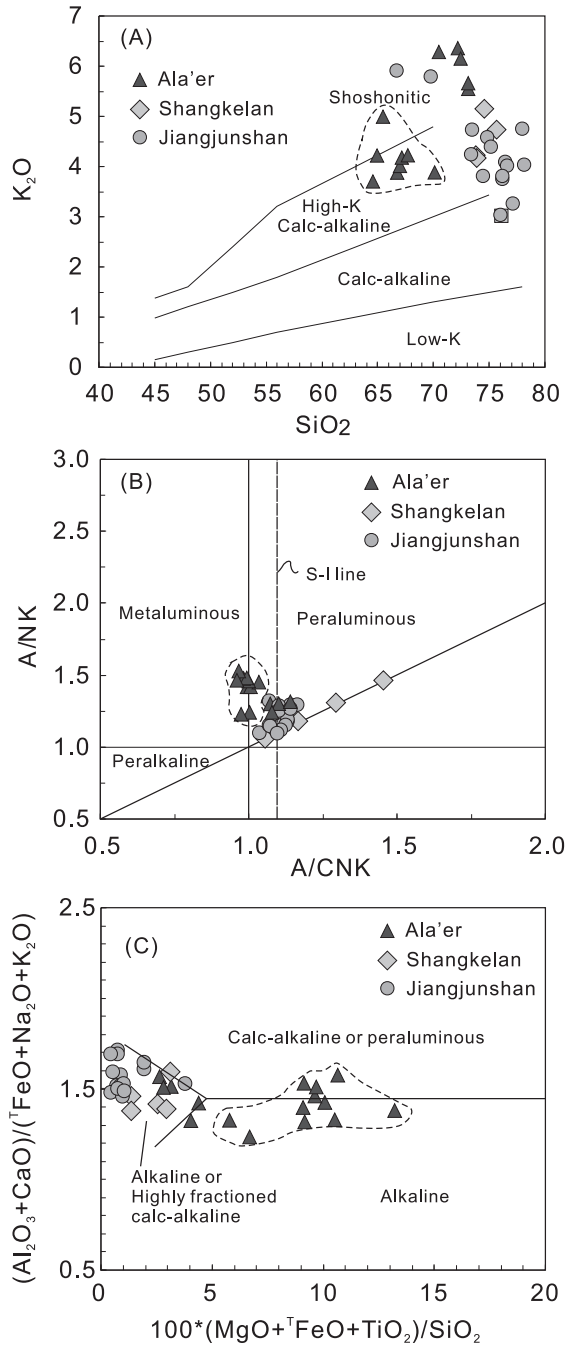 7
(A)
6
Ala'er
Shangkelan
5
Jiangjunshan
Shoshonitic
4
K₂O
High-K
3
Calc-alkaline
2
Calc-alkaline
1
Low-K
0
40 45 50 55 60 65 70 75 80
SiO2
3.0
(B)
Ala'er
Shangkelan
2.5
Jiangjunshan
S-I line
2.0
Metaluminous
Peraluminous
A/NK
1.5
1.0
Peralkaline
0.5
0.5 1.0 1.5 2.0
A/CNK
2.5
(C)
Ala'er
Shangkelan
Jiangjunshan
Calc-alkaline or peraluminous
1.5
(Al₂O₃+CaO)/(ᵀFeO+Na₂O+K₂O)
Alkaline or
Highly fractioned
calc-alkaline
Alkaline
0.5
0 5 10 15 20
100*(MgO+ᵀFeO+TiO₂)/SiO₂